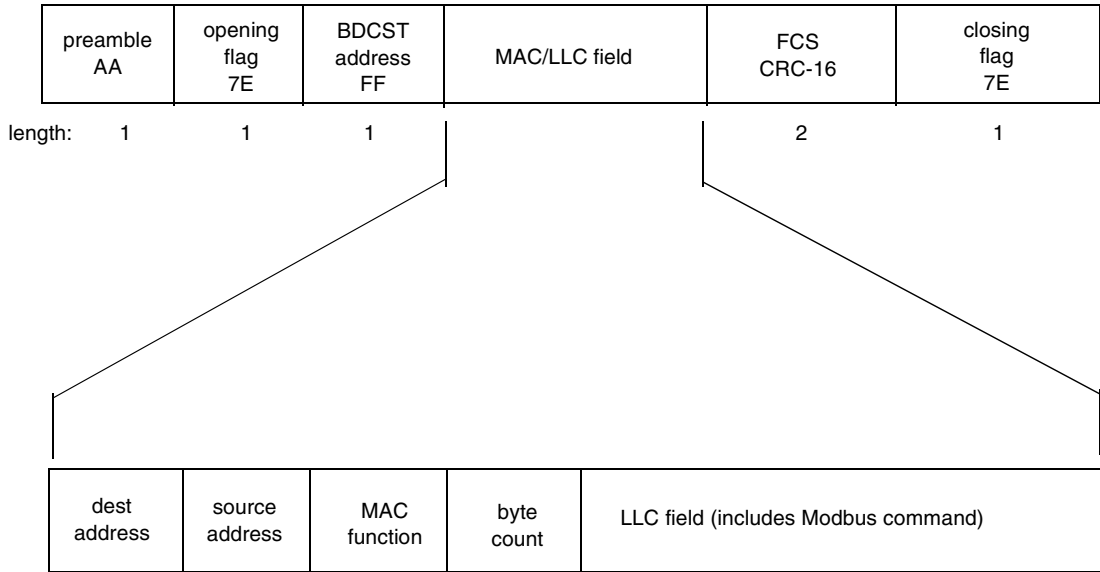 preamble
AA
opening
flag
7E
BDCST
address
FF
MAC/LLC field
FCS
CRC-16
closing
flag
7E
length: 1 1 1 2 1
dest
address
source
address
MAC
function
byte
count
LLC field (includes Modbus command)